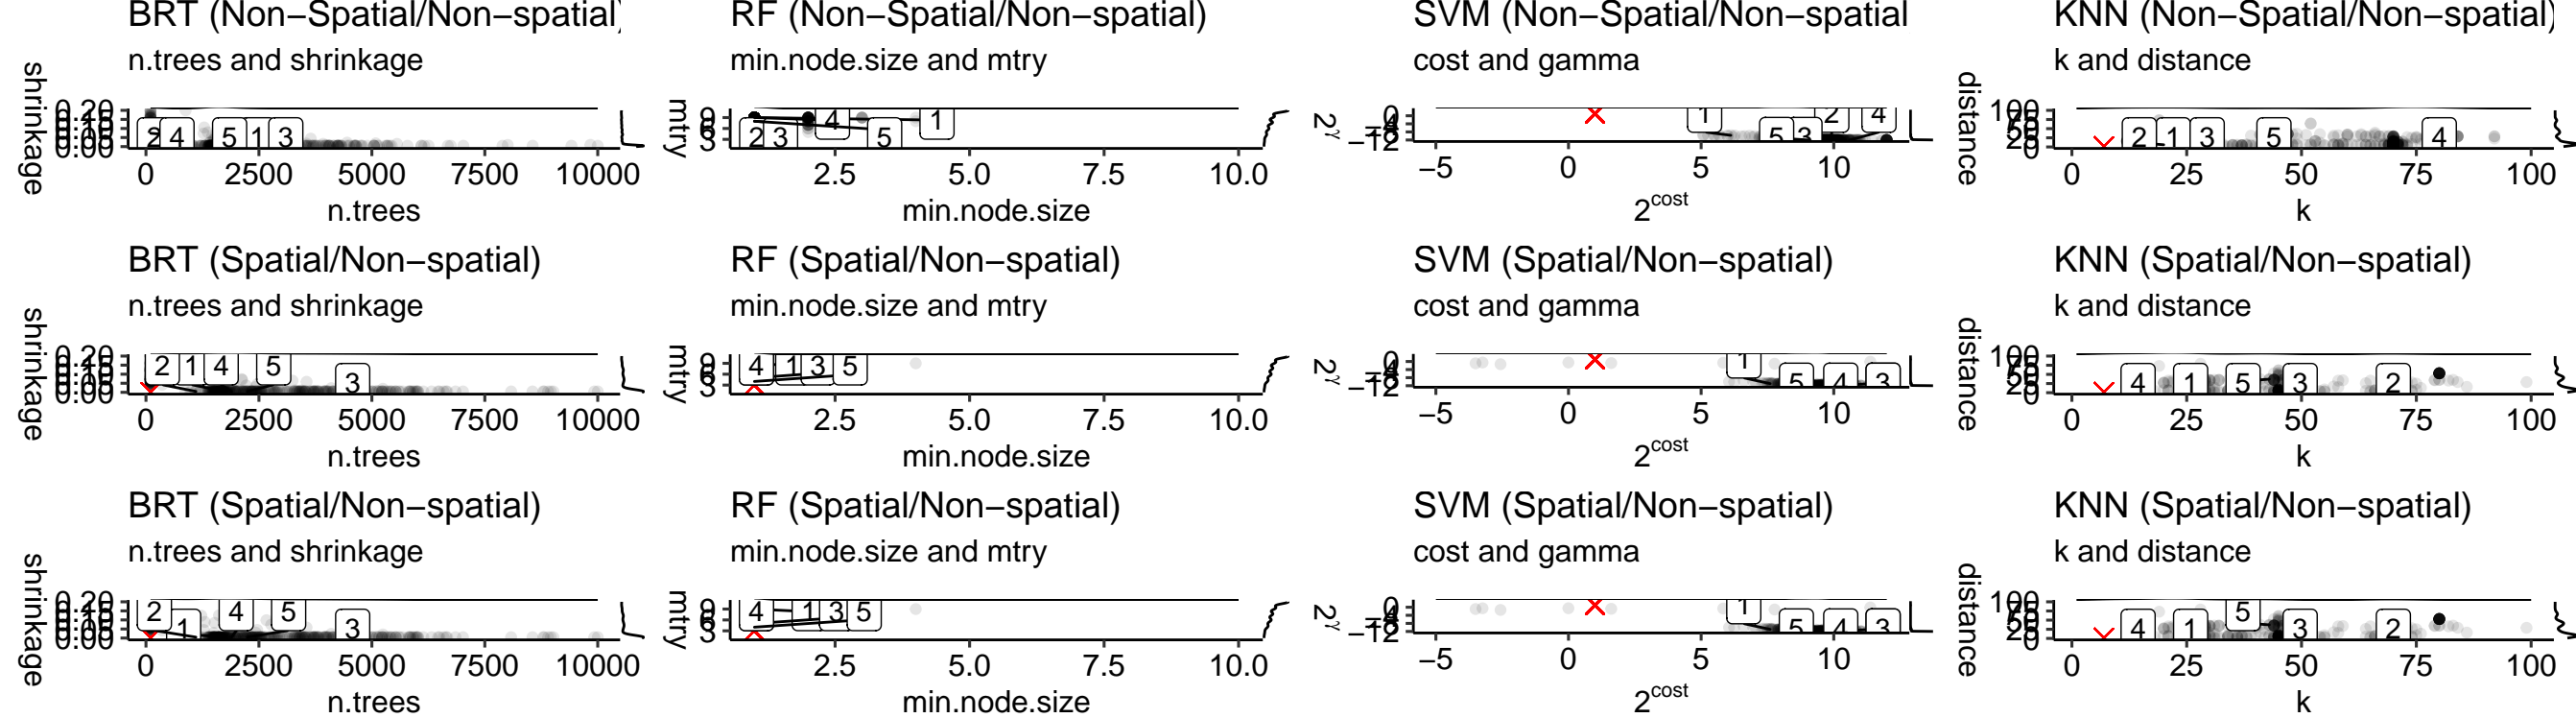 BRT (Non−Spatial/Non−spatial) RF (Non−Spatial/Non−spatial) SVM (Non−Spatial/Non−spatial KNN (Non−Spatial/Non−spatial)
n.trees and shrinkage min.node.size and mtry cost and gamma k and distance
shrinkage 0.20 0.00 2 4 5 1 3 mtry 9 6 3 2 3 4 5 1 2γ 0 −12 1 5 3 2 4 distance 100 50 0 2 1 3 5 4
0 2500 5000 7500 10000 2.5 5.0 7.5 10.0 −5 0 5 10 0 25 50 75 100
n.trees min.node.size 2cost k
BRT (Spatial/Non−spatial) RF (Spatial/Non−spatial) SVM (Spatial/Non−spatial) KNN (Spatial/Non−spatial)
n.trees and shrinkage min.node.size and mtry cost and gamma k and distance
shrinkage 0.20 0.00 2 1 4 5 3 mtry 9 6 3 4 1 3 2 5 2γ 0 −12 1 5 4 3 distance 100 50 0 4 1 5 3 2
0 2500 5000 7500 10000 2.5 5.0 7.5 10.0 −5 0 5 10 0 25 50 75 100
n.trees min.node.size 2cost k
BRT (Spatial/Non−spatial) RF (Spatial/Non−spatial) SVM (Spatial/Non−spatial) KNN (Spatial/Non−spatial)
n.trees and shrinkage min.node.size and mtry cost and gamma k and distance
shrinkage 0.20 0.00 2 1 4 5 3 mtry 9 6 3 4 1 3 5 2γ 0 −12 1 5 4 3 distance 100 50 0 4 1 5 3 2
0 2500 5000 7500 10000 2.5 5.0 7.5 10.0 −5 0 5 10 0 25 50 75 100
n.trees min.node.size 2cost k